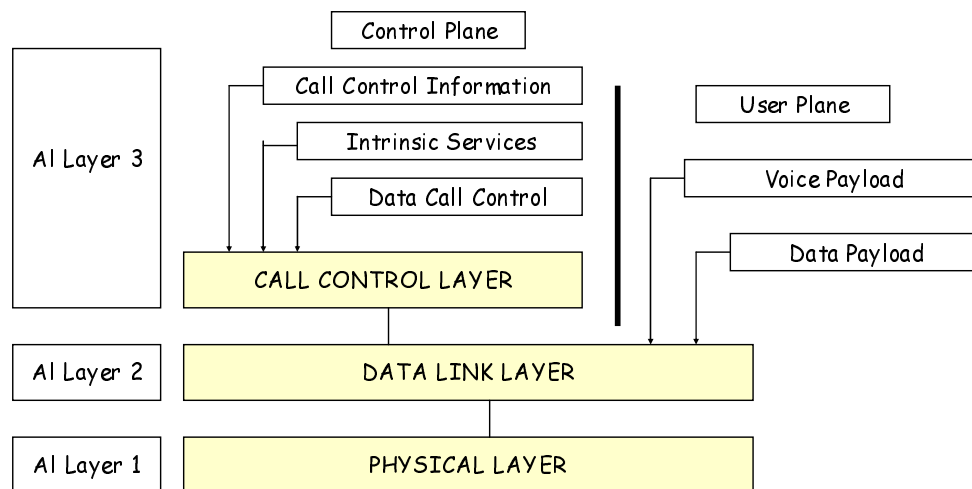 Control Plane
Call Control Information
User Plane
Intrinsic Services
AI Layer 3
Voice Payload
Data Call Control
Data Payload
CALL CONTROL LAYER
AI Layer 2
DATA LINK LAYER
AI Layer 1
PHYSICAL LAYER